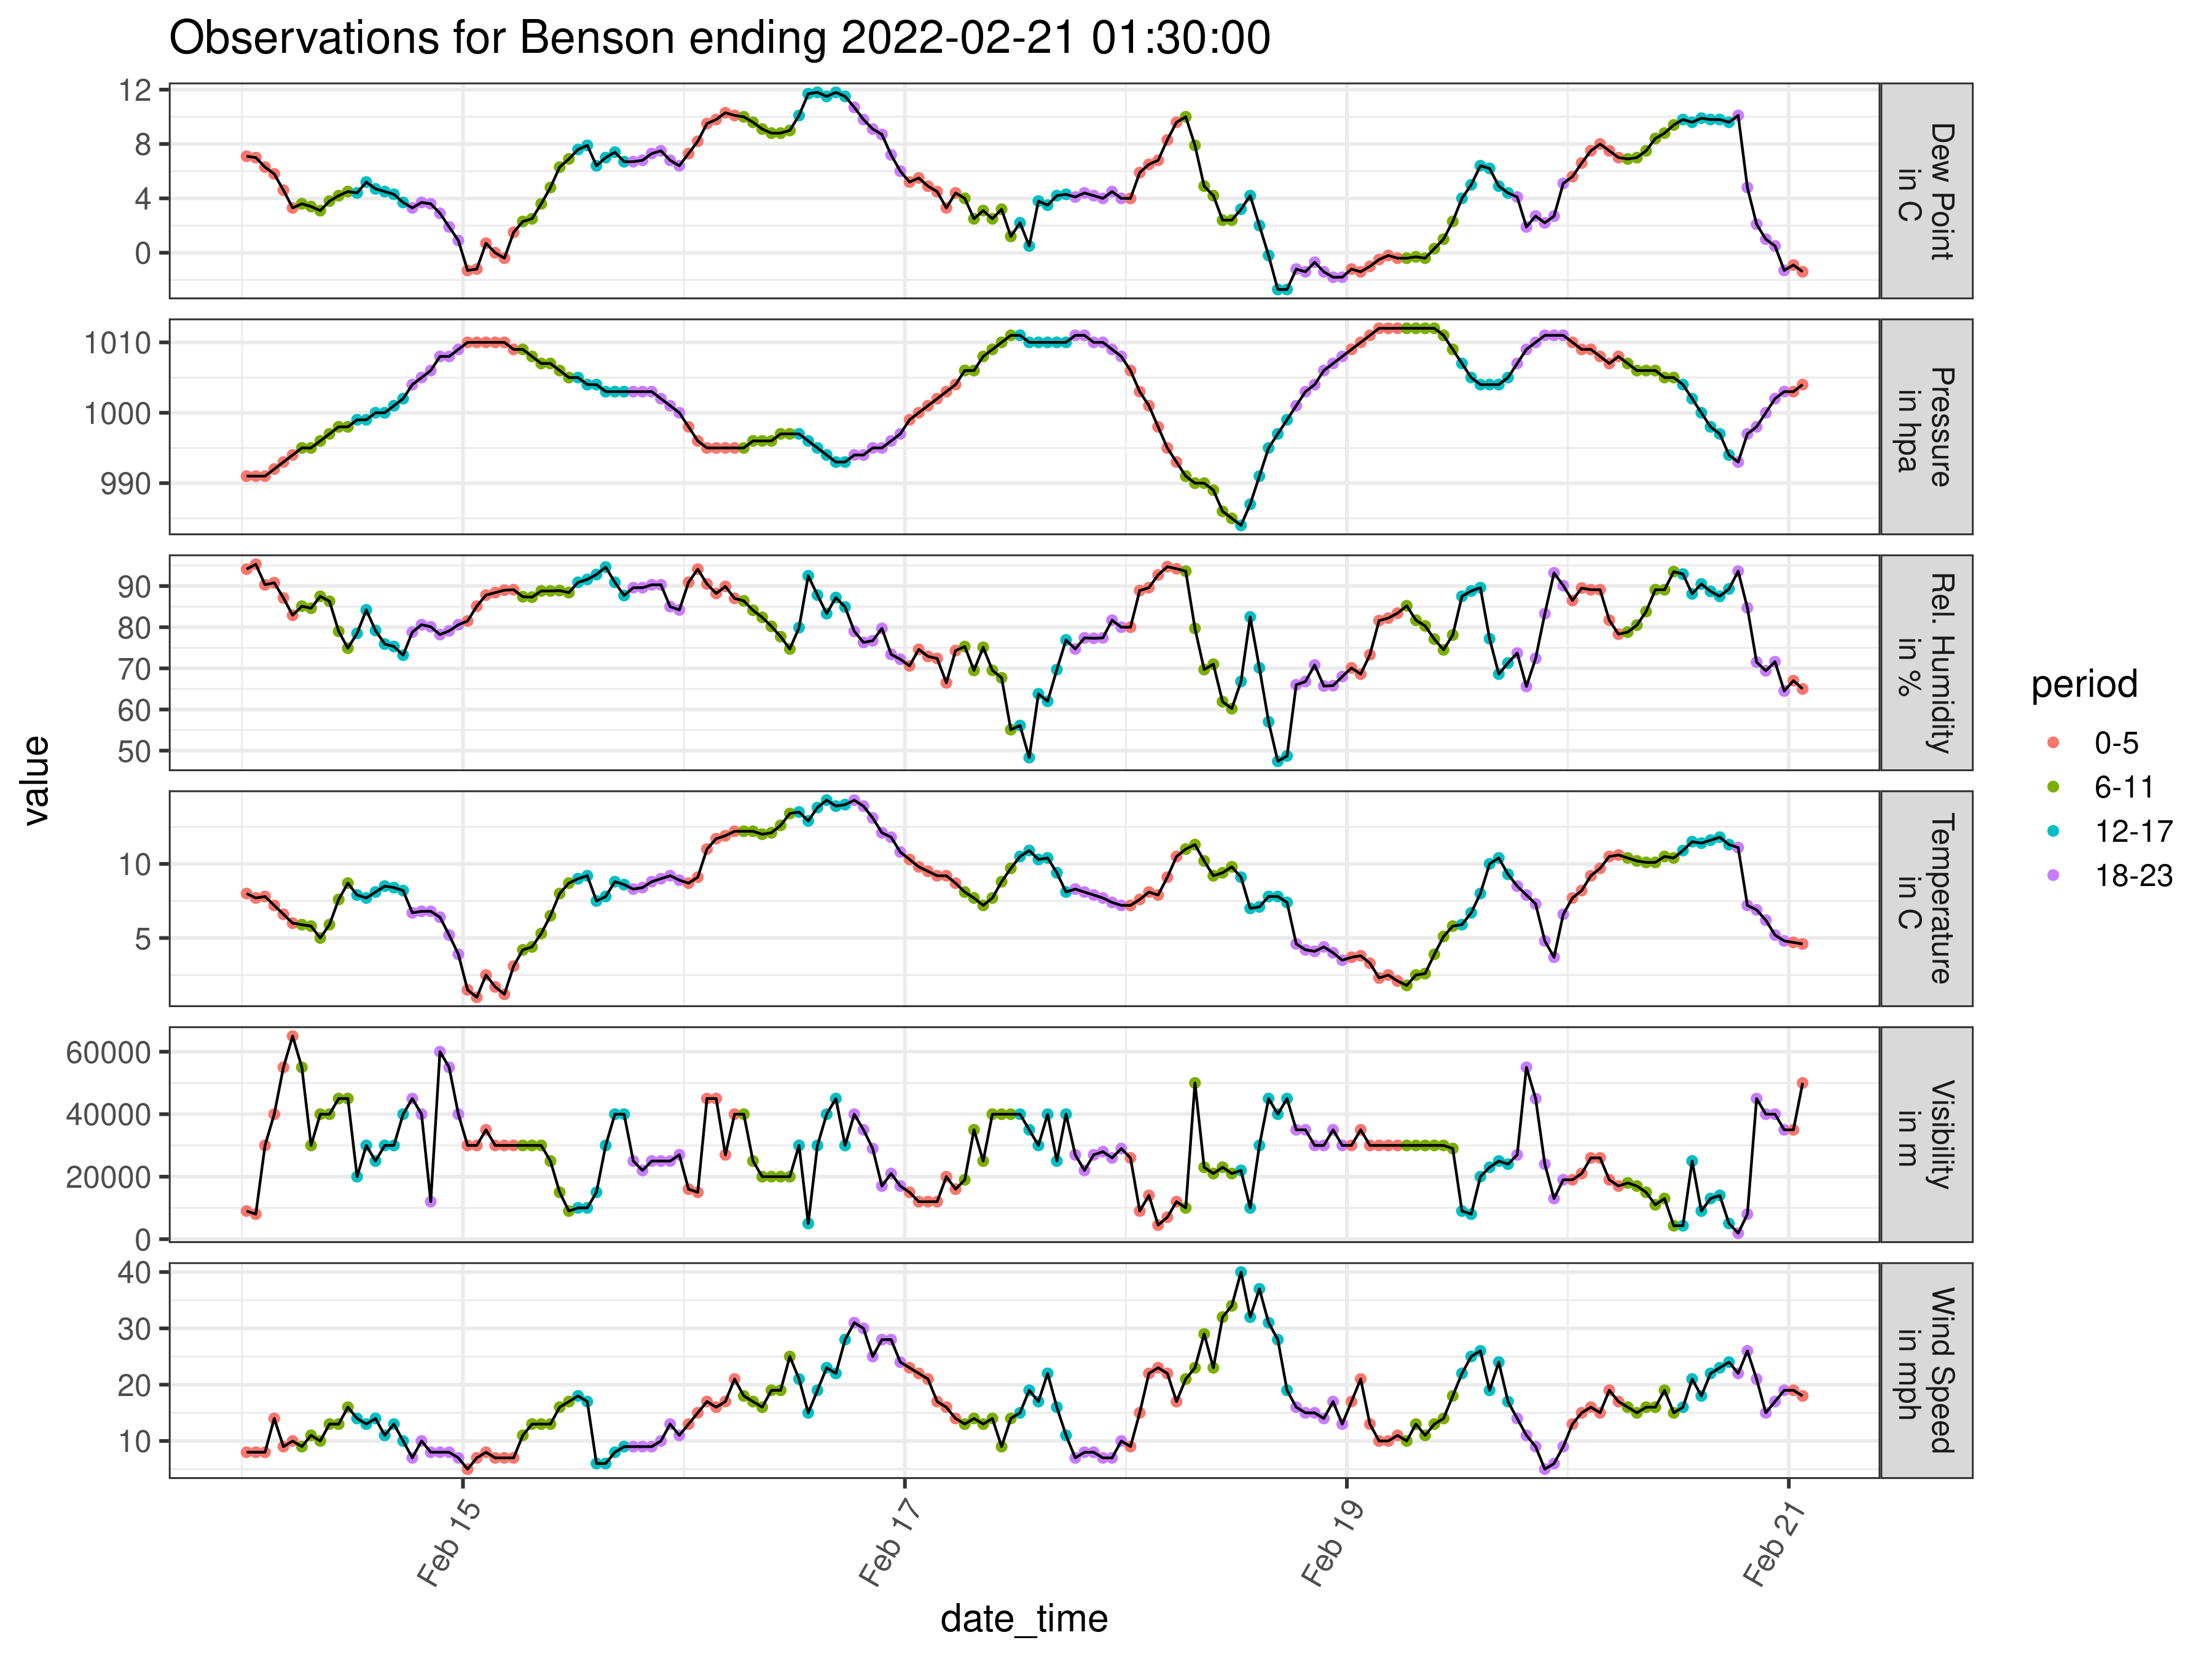 Observations for Benson ending 2022-02-21 01:30:00
value
12
8
4
0
Dew Point
in C
1010
1000
990
Pressure
in hpa
90
80
70
60
50
Rel. Humidity
in %
10
5
Temperature
in C
60000
40000
20000
0
Visibility
in m
40
30
20
10
Wind Speed
in mph
Feb 15
Feb 17
Feb 19
Feb 21
date_time
period
0-5
6-11
12-17
18-23